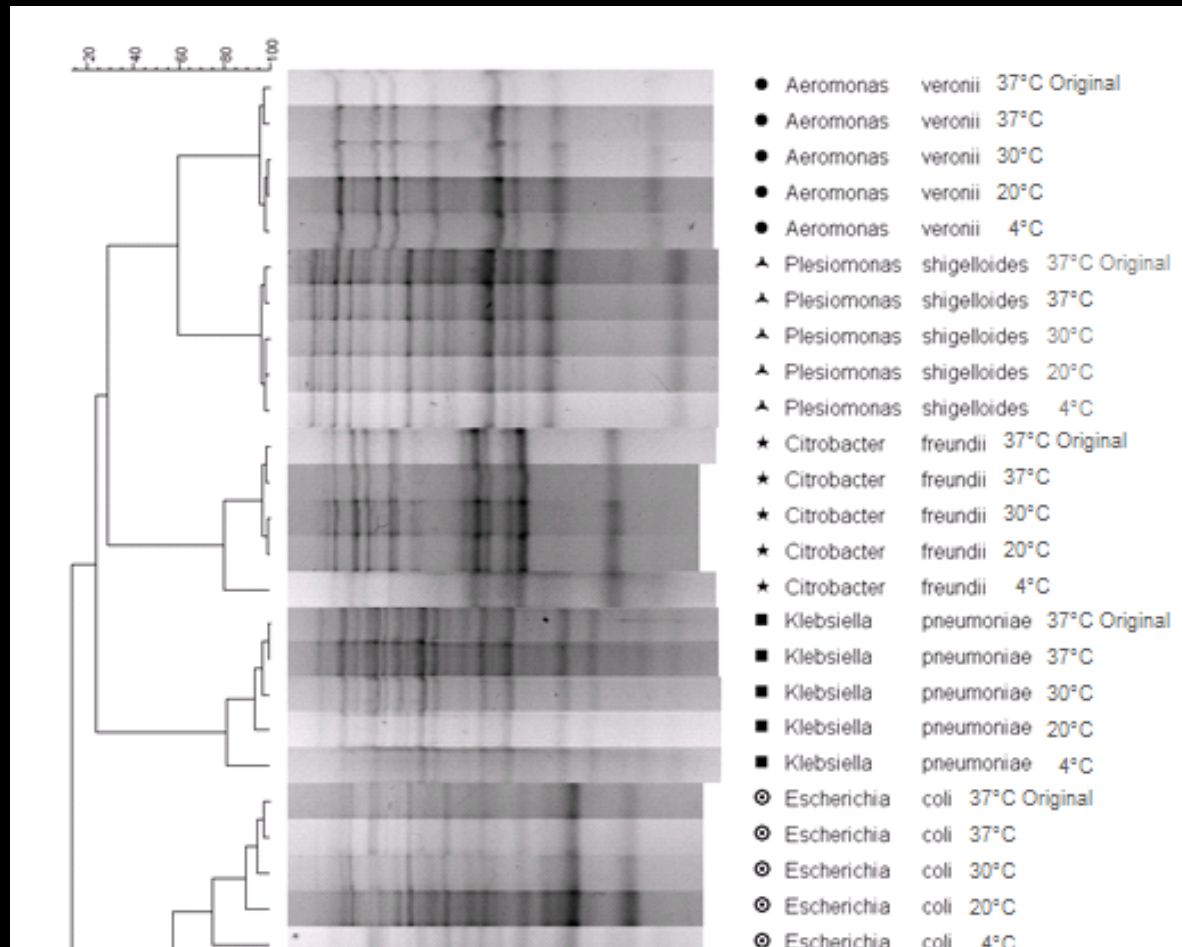 20 40 60 80 100
Aeromonas veronii 37°C Original
Aeromonas veronii 37°C
Aeromonas veronii 30°C
Aeromonas veronii 20°C
Aeromonas veronii 4°C
Plesiomonas shigelloides 37°C Original
Plesiomonas shigelloides 37°C
Plesiomonas shigelloides 30°C
Plesiomonas shigelloides 20°C
Plesiomonas shigelloides 4°C
Citrobacter freundii 37°C Original
Citrobacter freundii 37°C
Citrobacter freundii 30°C
Citrobacter freundii 20°C
Citrobacter freundii 4°C
Klebsiella pneumoniae 37°C Original
Klebsiella pneumoniae 37°C
Klebsiella pneumoniae 30°C
Klebsiella pneumoniae 20°C
Klebsiella pneumoniae 4°C
Escherichia coli 37°C Original
Escherichia coli 37°C
Escherichia coli 30°C
Escherichia coli 20°C
Escherichia coli 4°C